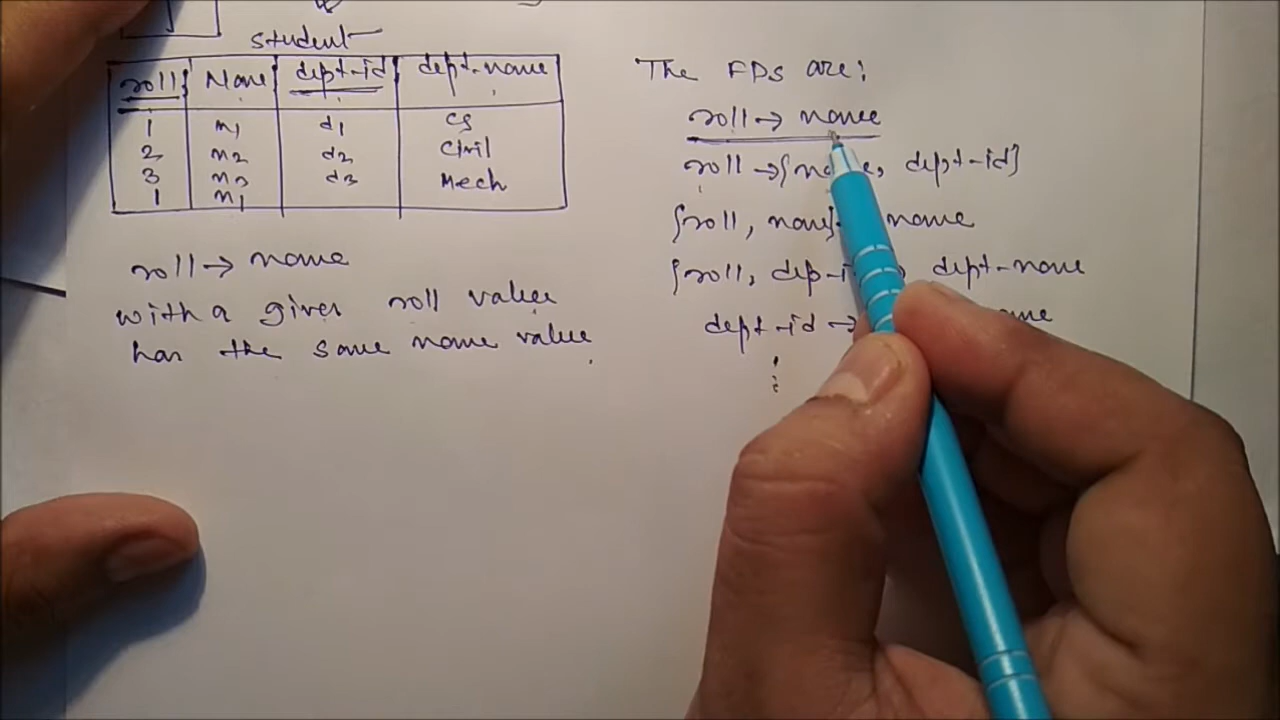 student
roll Name dept-id dept-name
1 n1 d1 CS
2 n2 d2 Civil
3 n3 d3 Mech
1 n1
roll → name
with a given roll value
has the same name value
The FDs are:
roll → name
roll → {name, dept-id}
{roll, name} name
{roll, dep-i dept-name
dept-id →